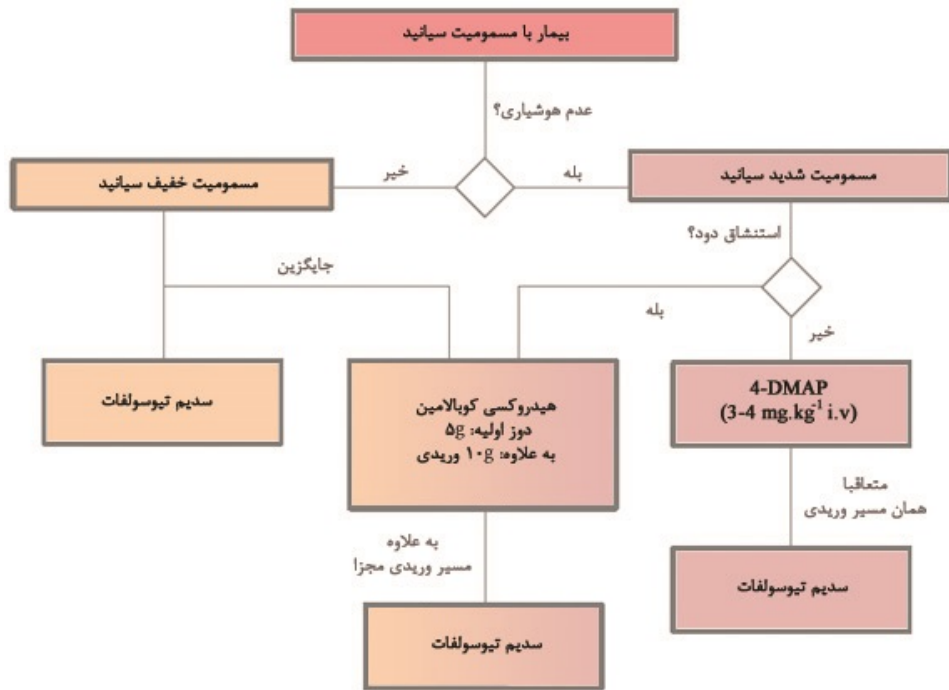 بیمار با مسمومیت سیانید
عدم هوشیاری؟
خیر
بله
مسمومیت خفیف سیانید
مسمومیت شدید سیانید
استنشاق دود؟
جایگزین
بله
خیر
سدیم تیوسولفات
هیدروکسی کوبالامین
دوز اولیه: ۵g
به علاوه: ۱۰g وریدی
4-DMAP
(3-4 mg.kg⁻¹ i.v)
متعاقبا
همان مسیر وریدی
به علاوه
مسیر وریدی مجزا
سدیم تیوسولفات
سدیم تیوسولفات